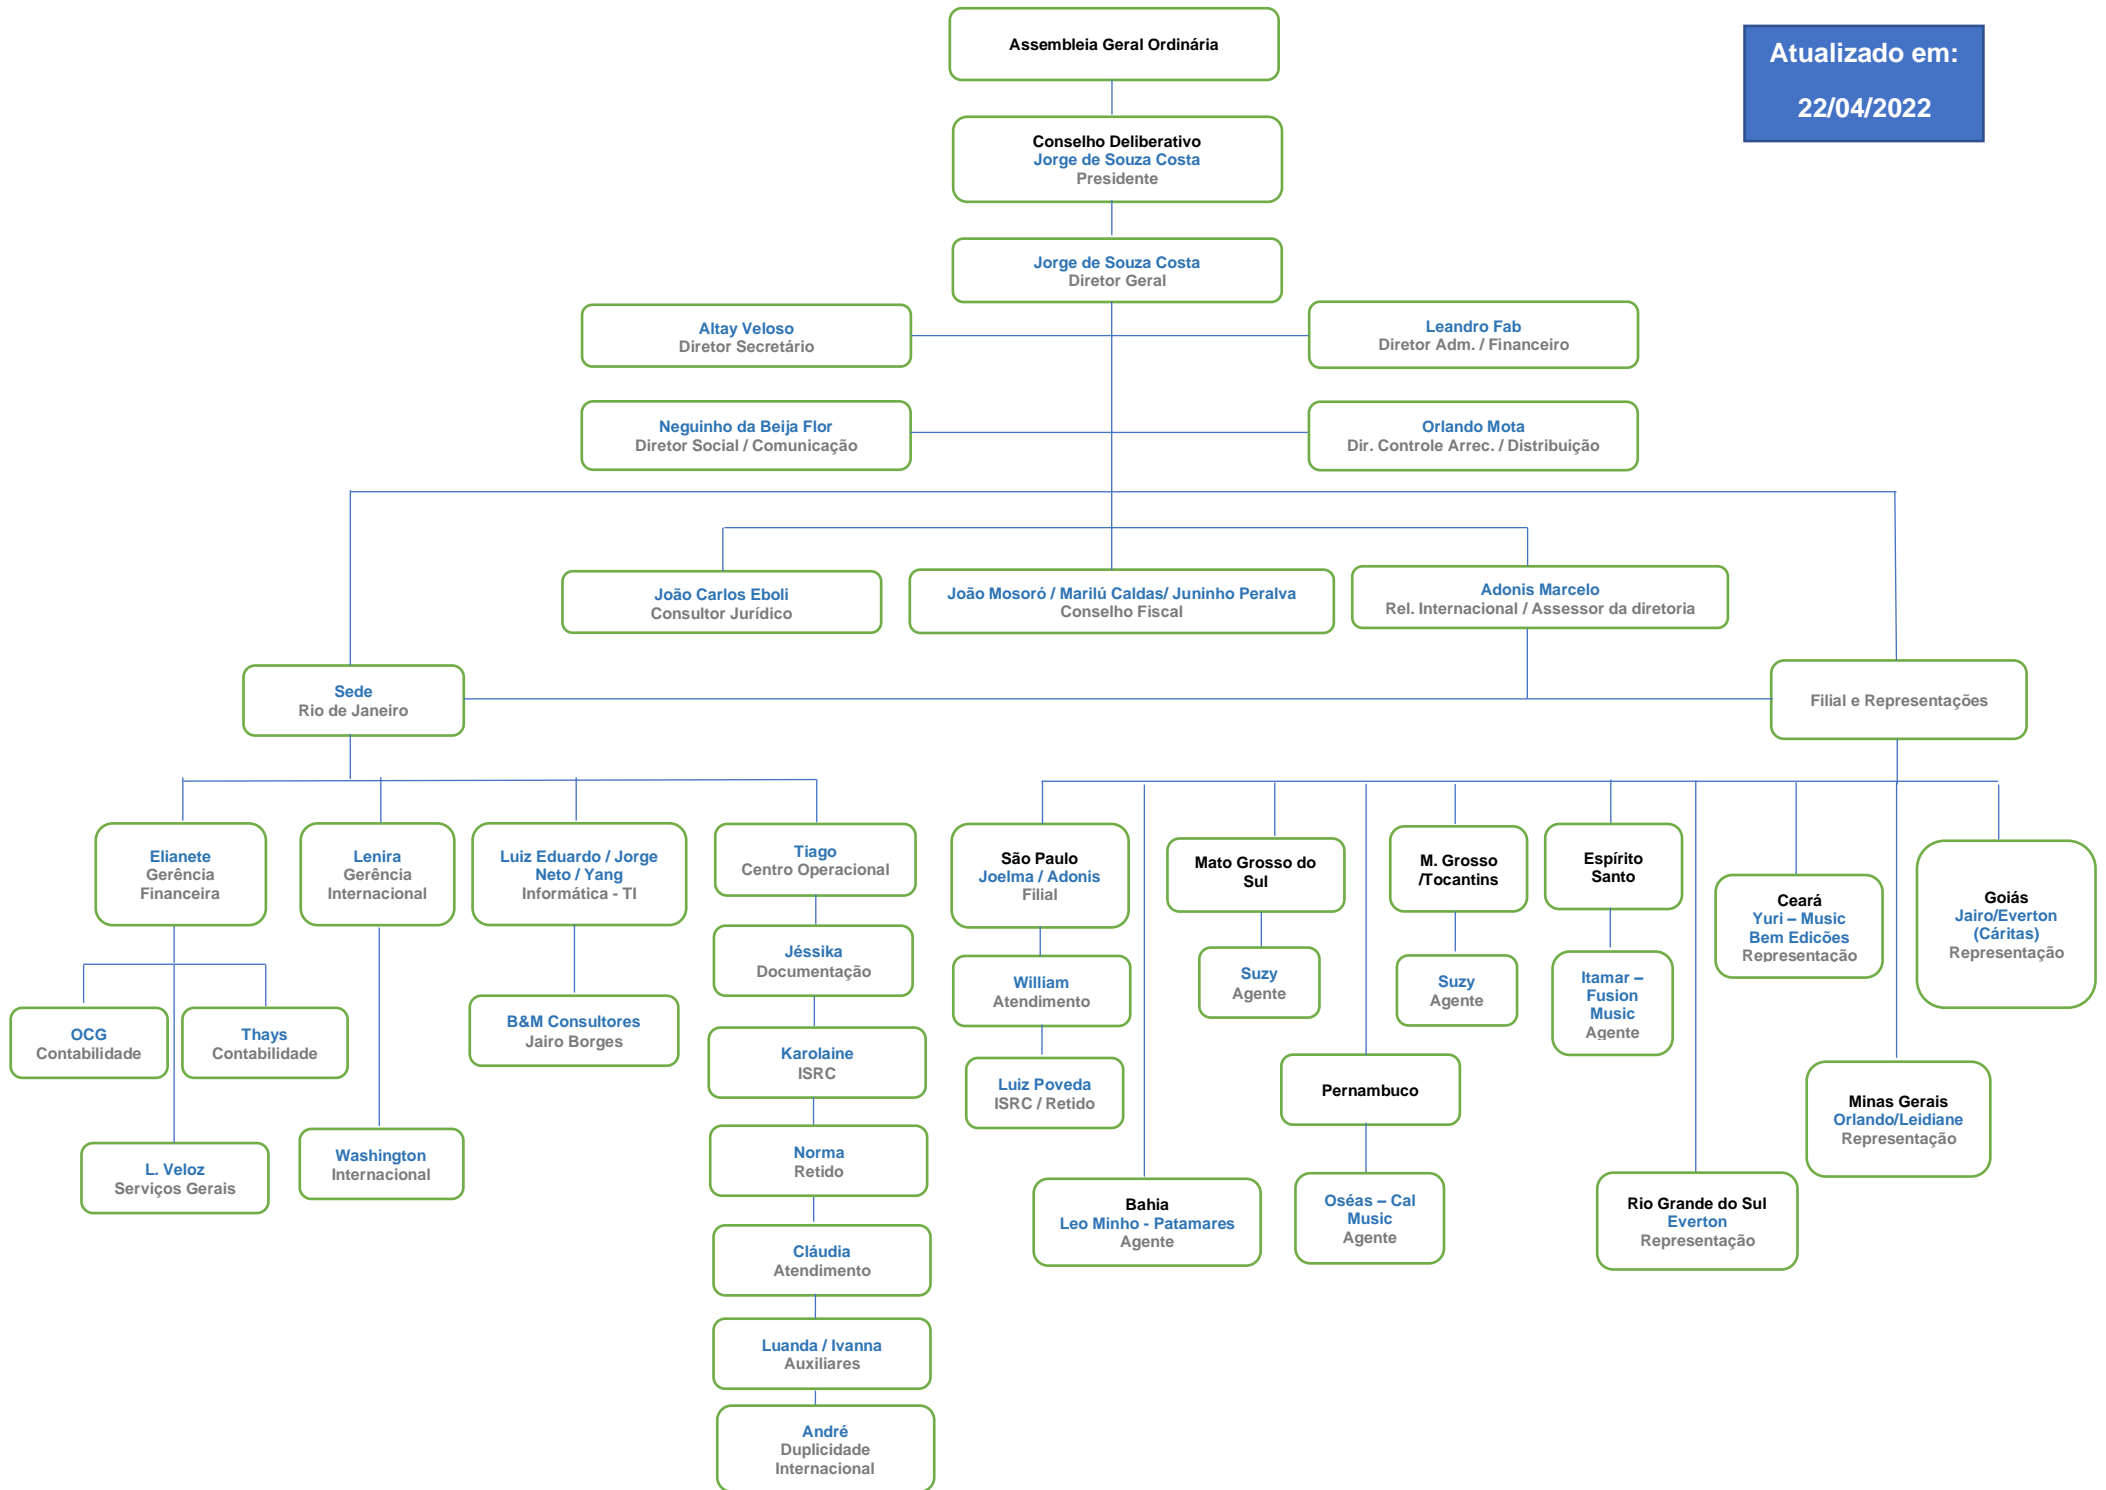 Assembleia Geral Ordinária
Atualizado em:
22/04/2022
Conselho Deliberativo
Jorge de Souza Costa
Presidente
Jorge de Souza Costa
Diretor Geral
Altay Veloso
Diretor Secretário
Leandro Fab
Diretor Adm. / Financeiro
Neguinho da Beija Flor
Diretor Social / Comunicação
Orlando Mota
Dir. Controle Arrec. / Distribuição
João Carlos Eboli
Consultor Jurídico
João Mosoró / Marilú Caldas/ Juninho Peralva
Conselho Fiscal
Adonis Marcelo
Rel. Internacional / Assessor da diretoria
Sede
Rio de Janeiro
Filial e Representações
Elianete
Gerência
Financeira
Lenira
Gerência
Internacional
Luiz Eduardo / Jorge
Neto / Yang
Informática - TI
Tiago
Centro Operacional
São Paulo
Joelma / Adonis
Filial
Mato Grosso do
Sul
M. Grosso
/Tocantins
Espírito
Santo
Ceará
Yuri – Music
Bem Edicões
Representação
Goiás
Jairo/Everton
(Cáritas)
Representação
Jéssika
Documentação
William
Atendimento
Suzy
Agente
Suzy
Agente
Itamar –
Fusion
Music
Agente
OCG
Contabilidade
Thays
Contabilidade
B&M Consultores
Jairo Borges
Karolaine
ISRC
Luiz Poveda
ISRC / Retido
Pernambuco
Minas Gerais
Orlando/Leidiane
Representação
L. Veloz
Serviços Gerais
Washington
Internacional
Norma
Retido
Bahia
Leo Minho - Patamares
Agente
Oséas – Cal
Music
Agente
Rio Grande do Sul
Everton
Representação
Cláudia
Atendimento
Luanda / Ivanna
Auxiliares
André
Duplicidade
Internacional